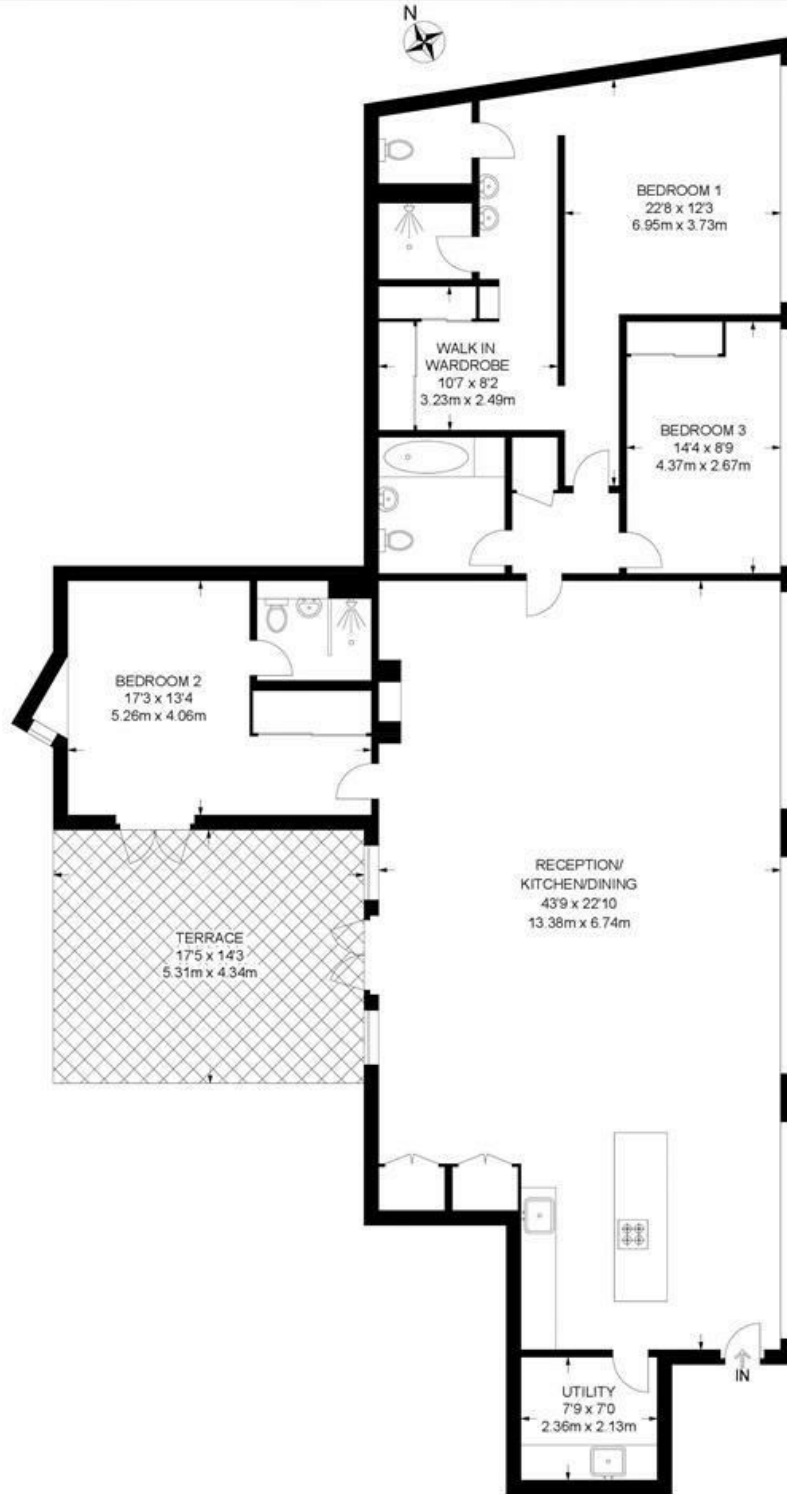 N
BEDROOM 1
22'8 x 12'3
6.95m x 3.73m
WALK IN
WARDROBE
10'7 x 8'2
3.23m x 2.49m
BEDROOM 3
14'4 x 8'9
4.37m x 2.67m
BEDROOM 2
17'3 x 13'4
5.26m x 4.06m
RECEPTION/
KITCHEN/DINING
43'9 x 22'10
13.38m x 6.74m
TERRACE
17'5 x 14'3
5.31m x 4.34m
IN
UTILITY
7'9 x 7'0
2.36m x 2.13m